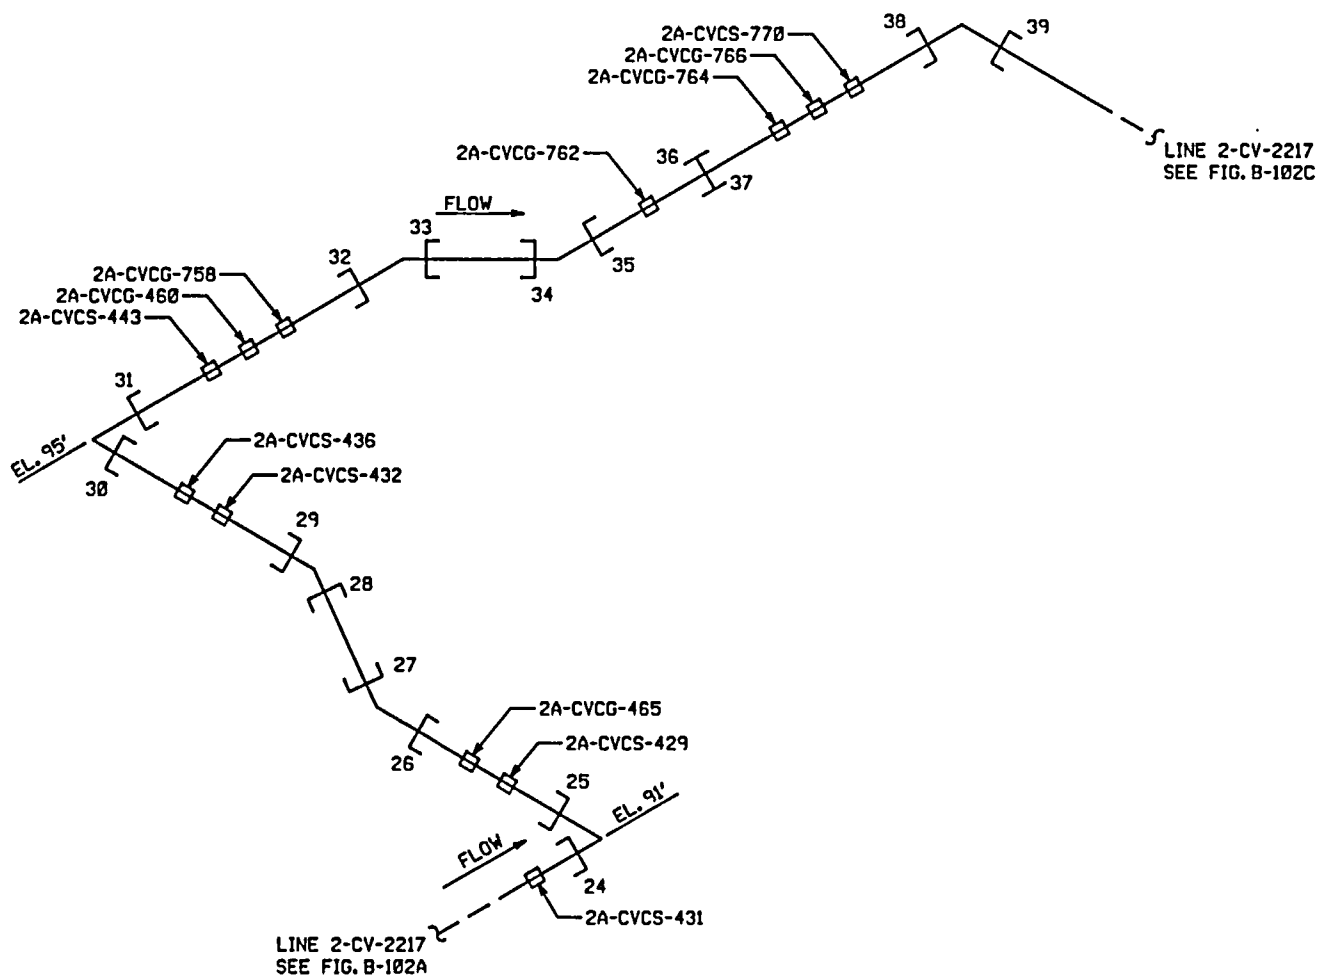 38
39
2A-CVCS-770
2A-CVCG-766
2A-CVCG-764
LINE 2-CV-2217
SEE FIG. B-102C
2A-CVCG-762
36
37
FLOW
33
35
32
34
2A-CVCG-758
2A-CVCG-460
2A-CVCS-443
31
EL. 95'
30
2A-CVCS-436
2A-CVCS-432
29
28
27
2A-CVCG-465
2A-CVCS-429
26
25
EL. 91'
FLOW
24
2A-CVCS-431
LINE 2-CV-2217
SEE FIG. B-102A